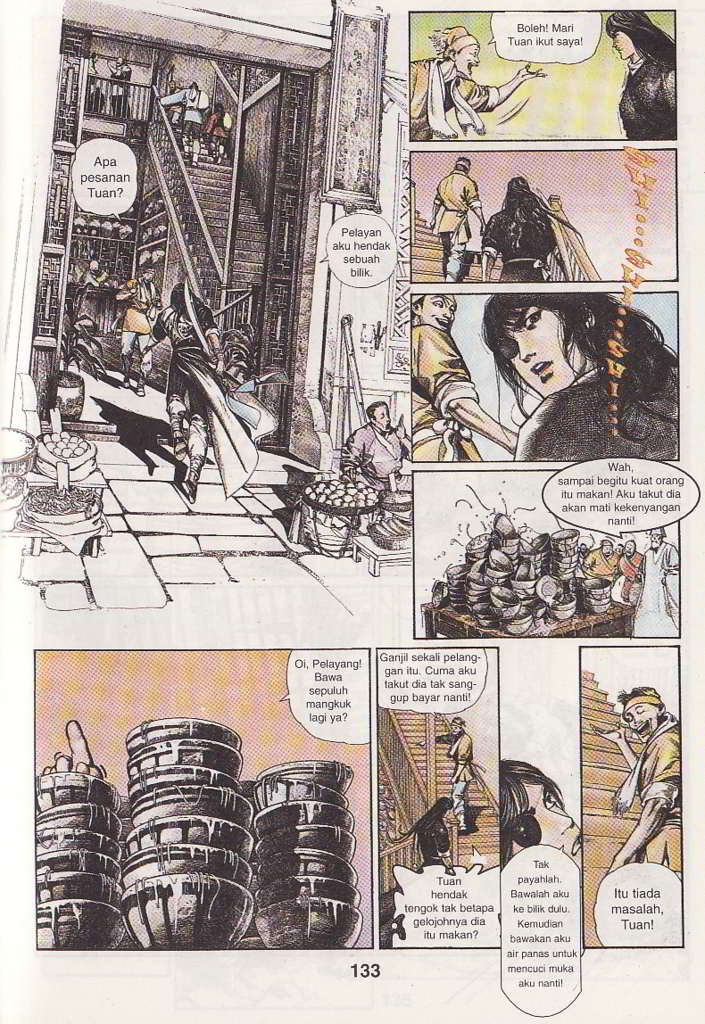 Apa
pesanan
Tuan?
Pelayan
aku hendak
sebuah
bilik.
Boleh! Mari
Tuan ikut saya!
Wah,
sampai begitu kuat orang
itu makan! Aku takut dia
akan mati kekenyangan
nanti!
Oi, Pelayang!
Bawa
sepuluh
mangkuk
lagi ya?
Ganjil sekali pelang-
gan itu. Cuma aku
takut dia tak sang-
gup bayar nanti!
Tuan
hendak
tengok tak betapa
gelojohnya dia
itu makan?
Tak
payahlah.
Bawalah aku
ke bilik dulu.
Kemudian
bawakan aku
air panas untuk
mencuci muka
aku nanti!
Itu tiada
masalah,
Tuan!
133